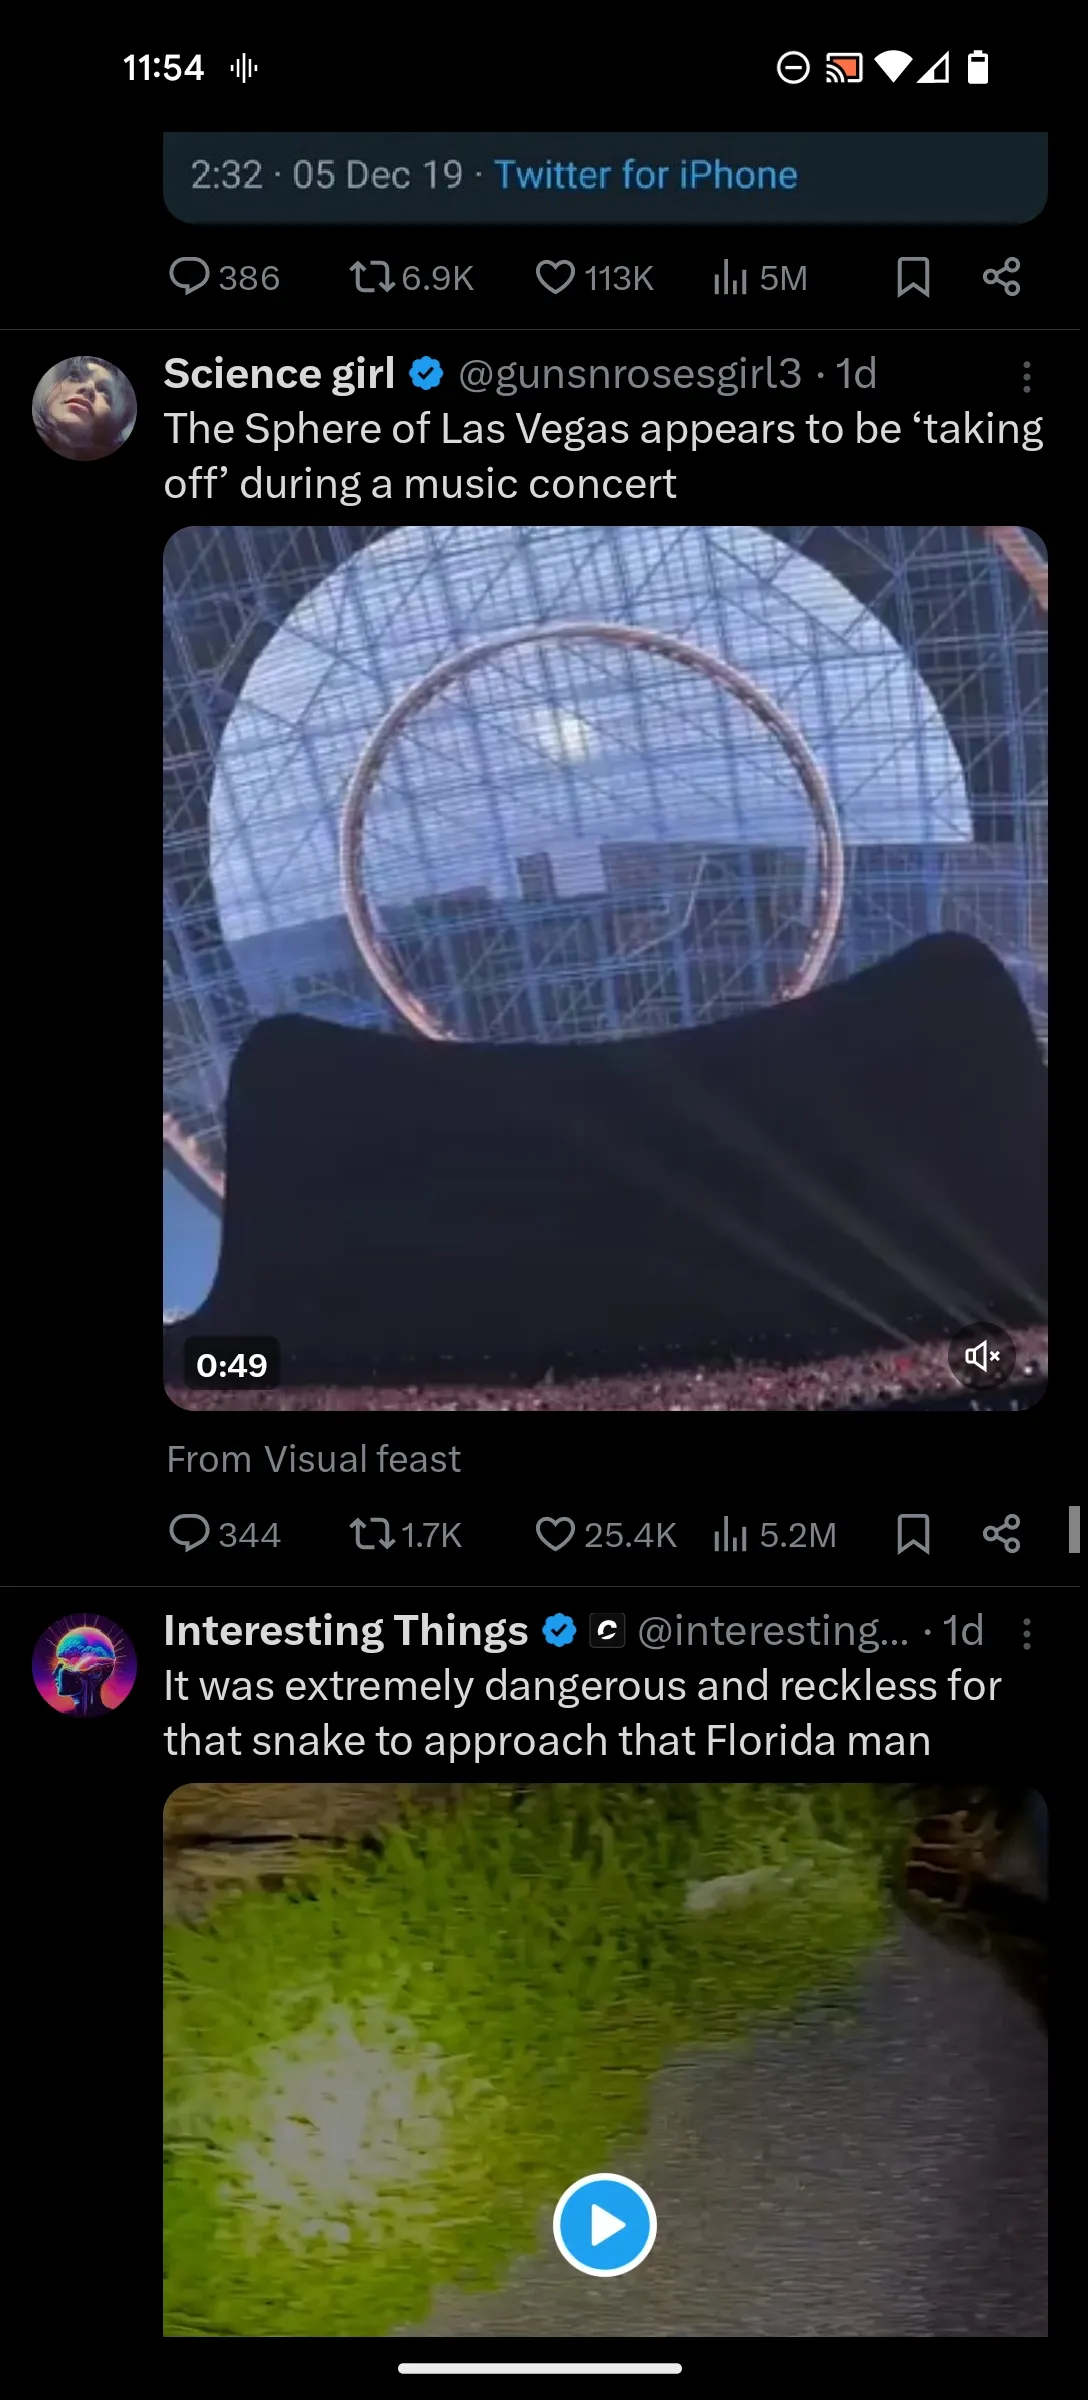 11:54
2:32 · 05 Dec 19 · Twitter for iPhone
386 6.9K 113K 5M
Science girl @gunsnrosesgirl3 · 1d
The Sphere of Las Vegas appears to be ‘taking
off’ during a music concert
0:49
From Visual feast
344 1.7K 25.4K 5.2M
Interesting Things @interesting... · 1d
It was extremely dangerous and reckless for
that snake to approach that Florida man